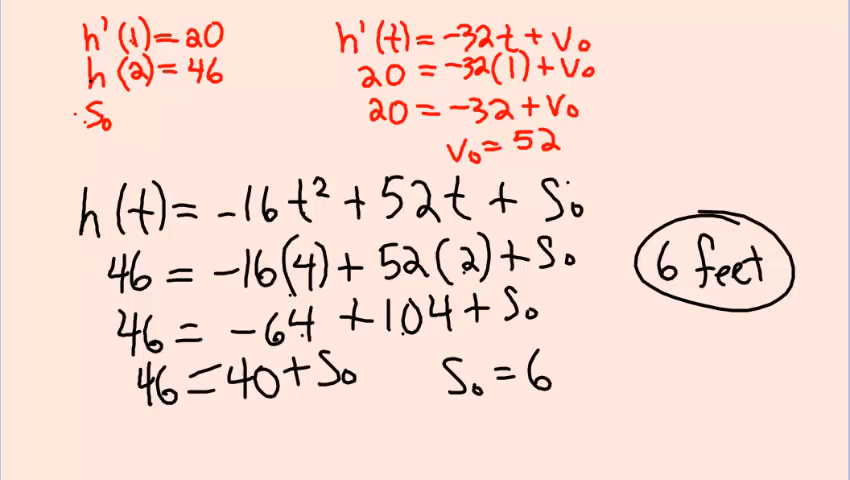 h'(1) = 20
h(2) = 46
S₀
h'(t) = -32t + V₀
20 = -32(1) + V₀
20 = -32 + V₀
V₀ = 52
h(t) = -16t² + 52t + S₀
46 = -16(4) + 52(2) + S₀
46 = -64 + 104 + S₀
46 = 40 + S₀
S₀ = 6
6 feet